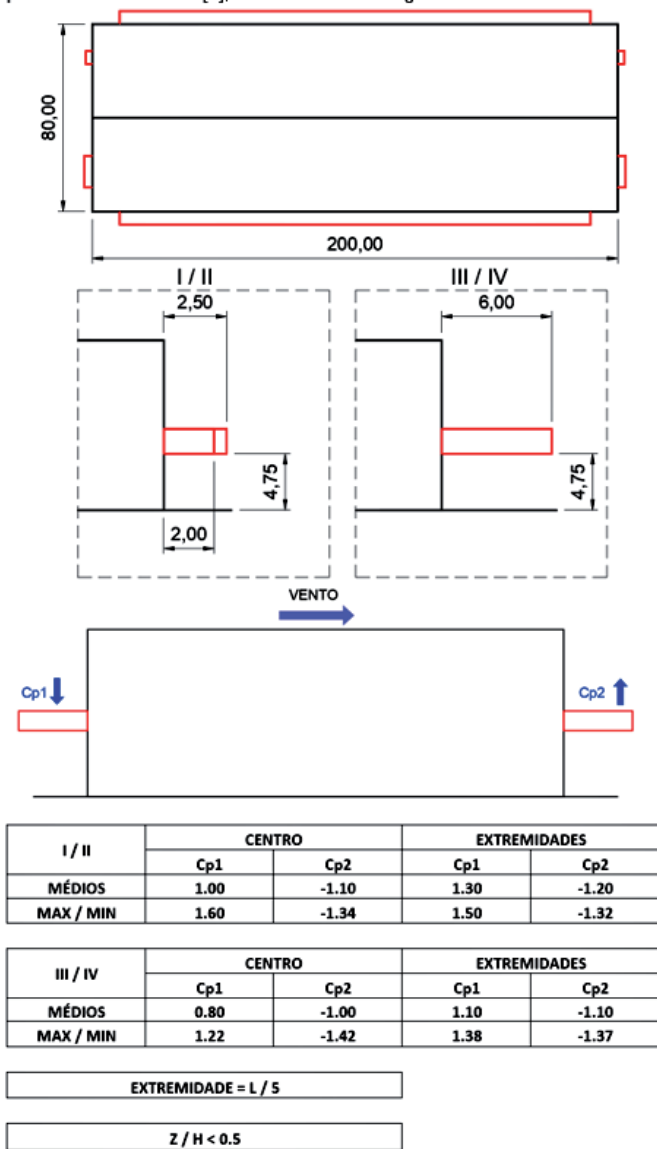 80,00
200,00
I / II
III / IV
2,50
6,00
4,75
4,75
2,00
VENTO
Cp1
Cp2
I / II CENTRO EXTREMIDADES
Cp1 Cp2 Cp1 Cp2
MÉDIOS 1.00 -1.10 1.30 -1.20
MAX / MIN 1.60 -1.34 1.50 -1.32
III / IV CENTRO EXTREMIDADES
Cp1 Cp2 Cp1 Cp2
MÉDIOS 0.80 -1.00 1.10 -1.10
MAX / MIN 1.22 -1.42 1.38 -1.37
EXTREMIDADE = L / 5
Z / H < 0.5